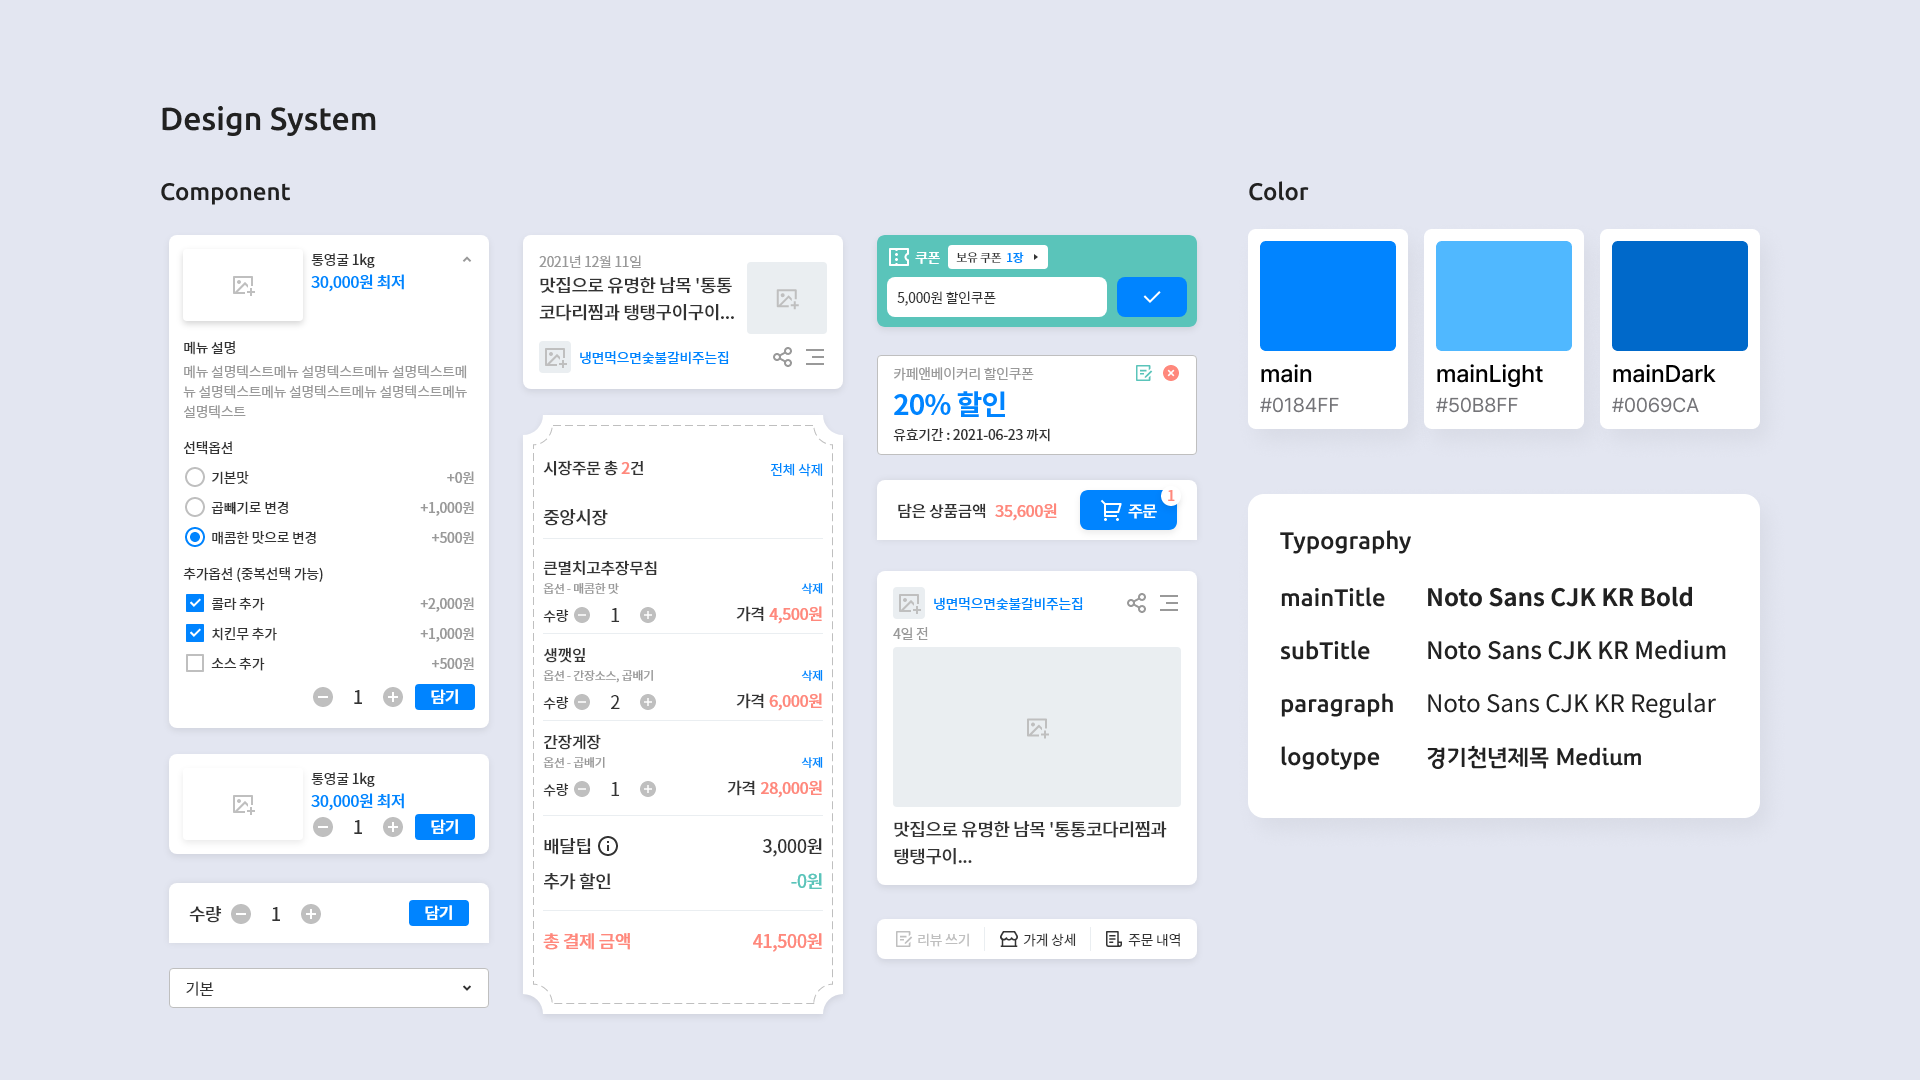 Design System
Component
통영굴 1kg
30,000원 최저
메뉴 설명
메뉴 설명텍스트메뉴 설명텍스트메뉴 설명텍스트메
뉴 설명텍스트메뉴 설명텍스트메뉴 설명텍스트메뉴
설명텍스트
선택옵션
기본맛 +0원
곱빼기로 변경 +1,000원
매콤한 맛으로 변경 +500원
추가옵션 (중복선택 가능)
콜라 추가 +2,000원
치킨무 추가 +1,000원
소스 추가 +500원
1 담기
통영굴 1kg
30,000원 최저
1 담기
수량 1 담기
기본
2021년 12월 11일
맛집으로 유명한 남목 '통통
코다리찜과 탱탱구이구이...
냉면먹으면숯불갈비주는집
시장주문 총 2건 전체 삭제
중앙시장
큰멸치고추장무침
옵션 - 매콤한 맛 삭제
수량 1 가격 4,500원
생깻잎
옵션 - 간장소스, 곱배기 삭제
수량 2 가격 6,000원
간장게장
옵션 - 곱배기 삭제
수량 1 가격 28,000원
배달팁 3,000원
추가 할인 -0원
총 결제 금액 41,500원
쿠폰 보유 쿠폰 1장
5,000원 할인쿠폰
카페앤베이커리 할인쿠폰
20% 할인
유효기간 : 2021-06-23 까지
담은 상품금액 35,600원 주문 1
냉면먹으면숯불갈비주는집
4일 전
맛집으로 유명한 남목 '통통코다리찜과
탱탱구이...
리뷰 쓰기 가게 상세 주문 내역
Color
main
#0184FF
mainLight
#50B8FF
mainDark
#0069CA
Typography
mainTitle Noto Sans CJK KR Bold
subTitle Noto Sans CJK KR Medium
paragraph Noto Sans CJK KR Regular
logotype 경기천년제목 Medium